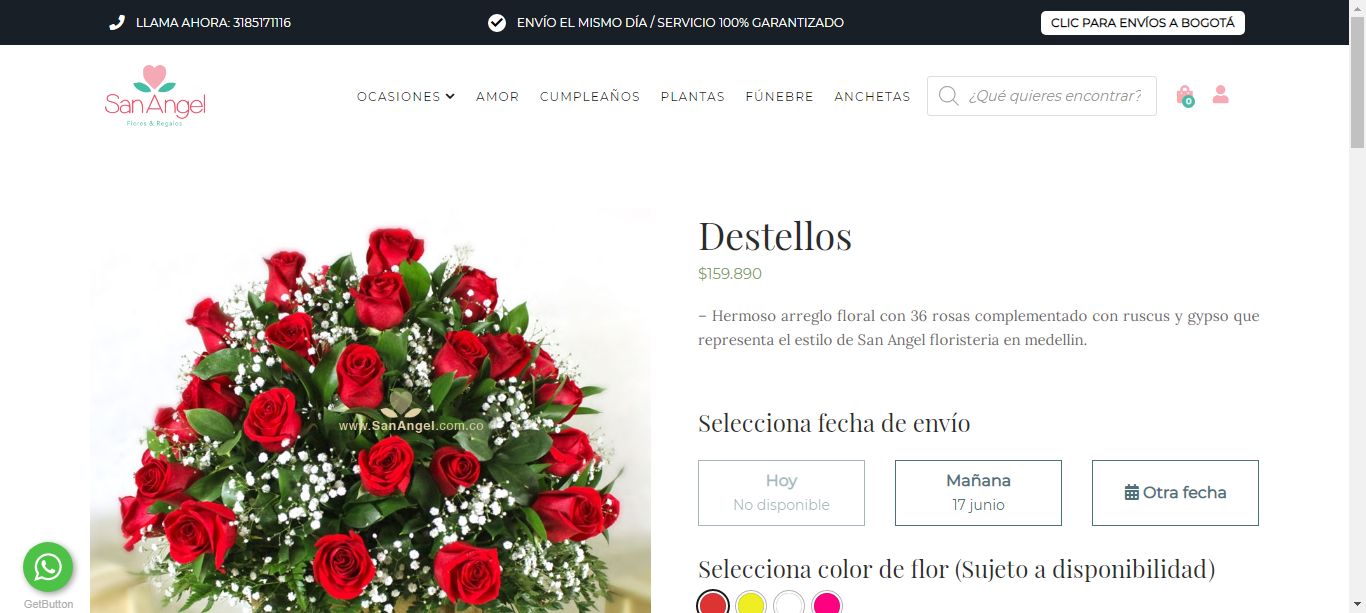 LLAMA AHORA: 3185171116
ENVÍO EL MISMO DÍA / SERVICIO 100% GARANTIZADO
CLIC PARA ENVÍOS A BOGOTÁ
SanAngel
Flores & Regalos
OCASIONES
AMOR
CUMPLEAÑOS
PLANTAS
FÚNEBRE
ANCHETAS
¿Qué quieres encontrar?
0
Destellos
$159.890
– Hermoso arreglo floral con 36 rosas complementado con ruscus y gypso que
representa el estilo de San Angel floristeria en medellin.
www.SanAngel.com.co
Selecciona fecha de envío
Hoy
No disponible
Mañana
17 junio
Otra fecha
Selecciona color de flor (Sujeto a disponibilidad)
GetButton